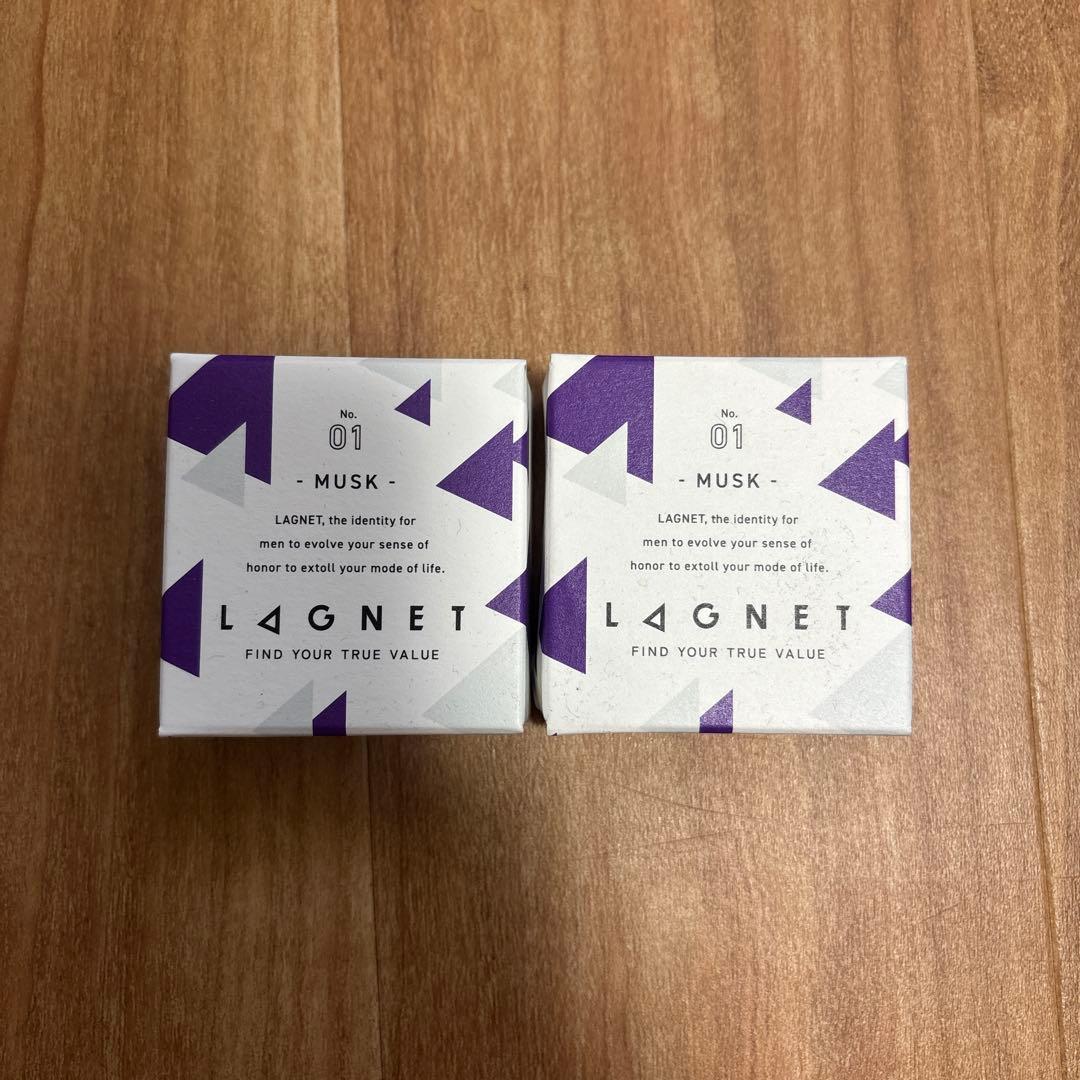 No.
01
- MUSK -
LAGNET, the identity for
men to evolve your sense of
honor to extoll your mode of life.
LAGNET
FIND YOUR TRUE VALUE
No.
01
- MUSK -
LAGNET, the identity for
men to evolve your sense of
honor to extoll your mode of life.
LAGNET
FIND YOUR TRUE VALUE